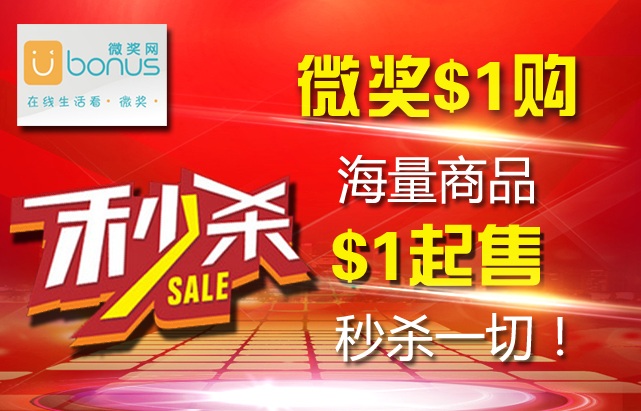 微奖网
Ubonus
在线生活看·微奖·
微奖$1购
海量商品
$1起售
秒杀一切！
秒杀
SALE